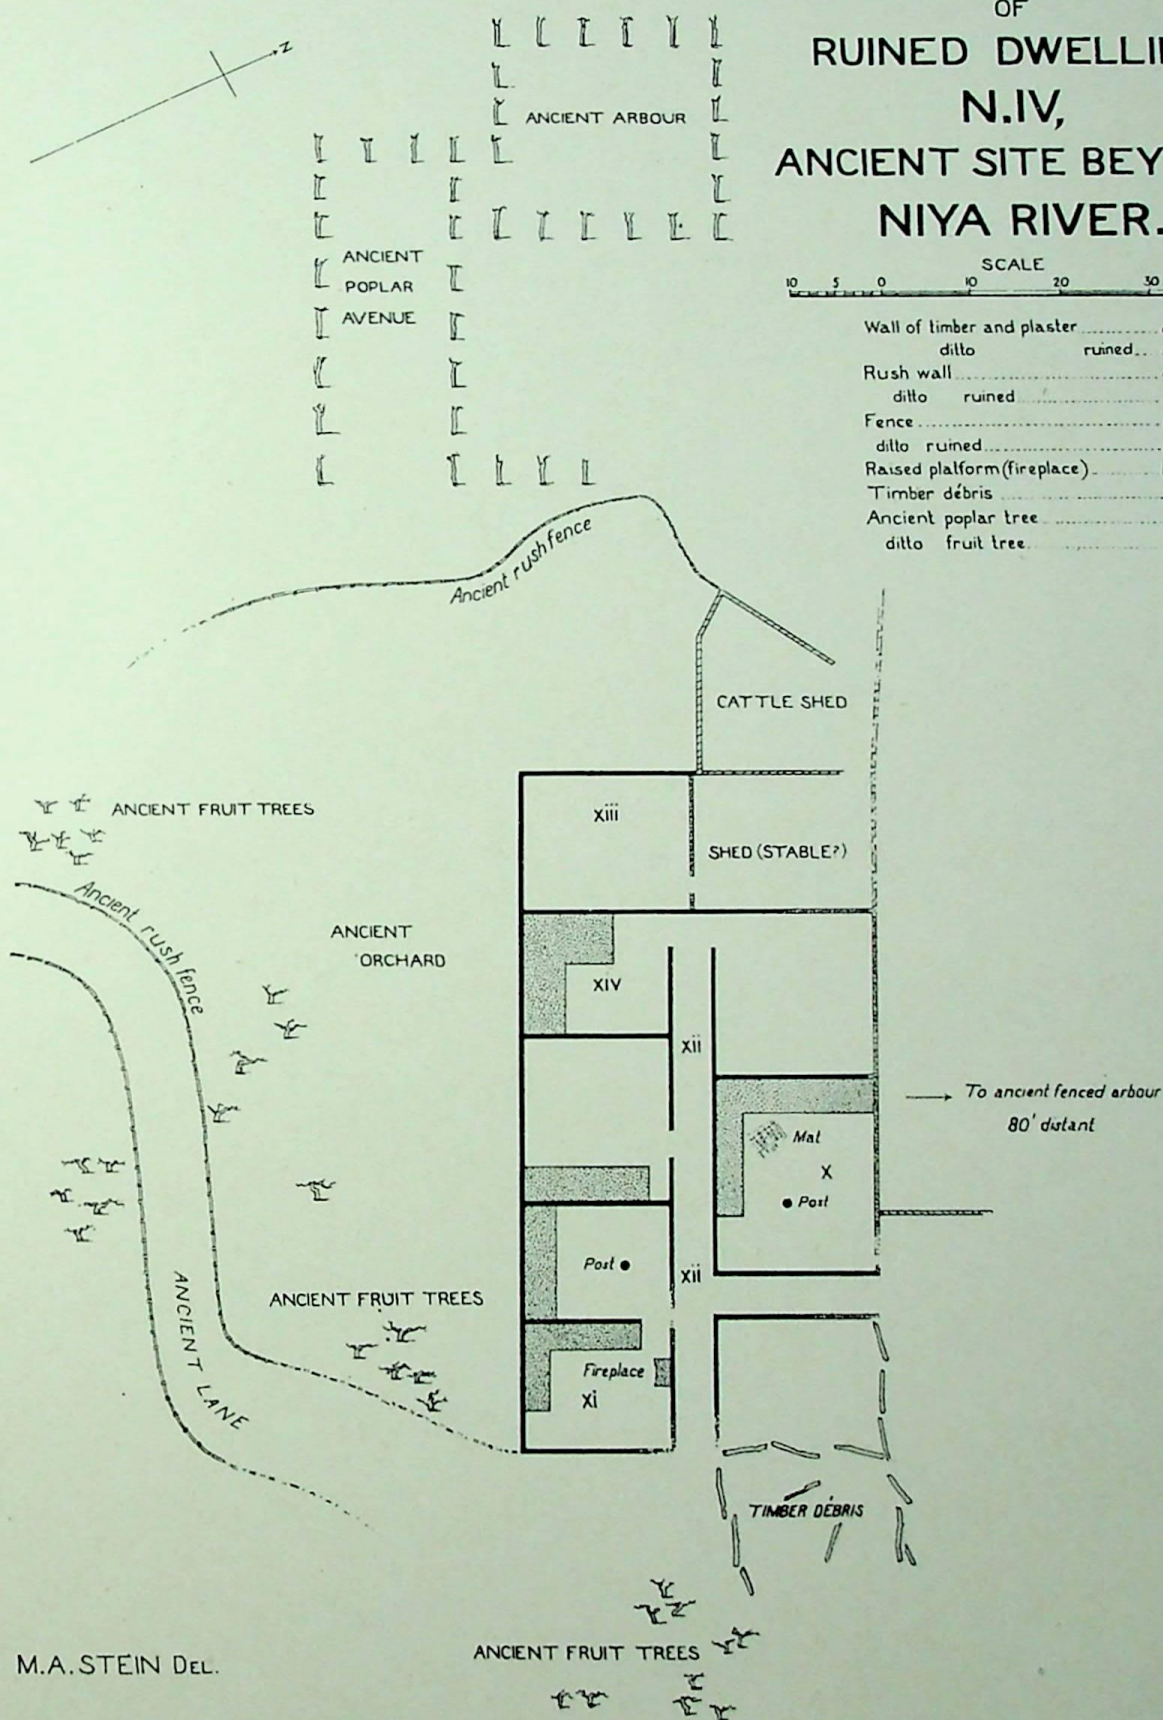 OF
RUINED DWELLI
N.IV,
ANCIENT SITE BEY
NIYA RIVER.
SCALE
10 5 0 10 20 30
Wall of timber and plaster
ditto ruined
Rush wall
ditto ruined
Fence
ditto ruined
Raised platform (fireplace)
Timber débris
Ancient poplar tree
ditto fruit tree
N
ANCIENT ARBOUR
ANCIENT
POPLAR
AVENUE
Ancient rush fence
CATTLE SHED
ANCIENT FRUIT TREES
xiii
SHED (STABLE?)
Ancient rush fence
ANCIENT
ORCHARD
XIV
xii
To ancient fenced arbour
80' distant
Mat
X
Post
Post
xii
ANCIENT LANE
ANCIENT FRUIT TREES
Fireplace
xi
TIMBER DÉBRIS
ANCIENT FRUIT TREES
M.A. STEIN DEL.